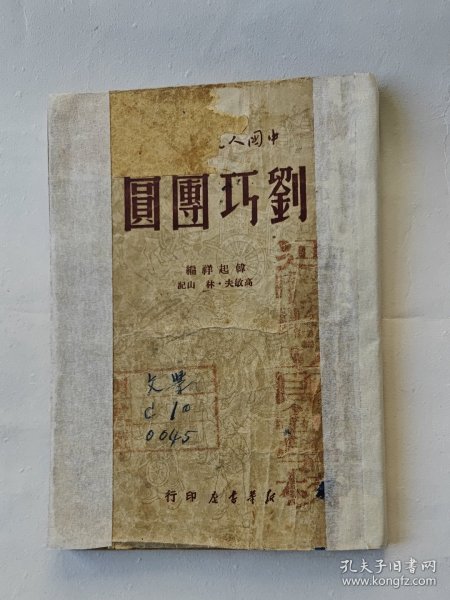 中國人
劉巧團圓
韓起祥編
高敏夫·林山記
文學
C10
0045
新華書店印行
孔夫子旧书网
www.kongfz.com